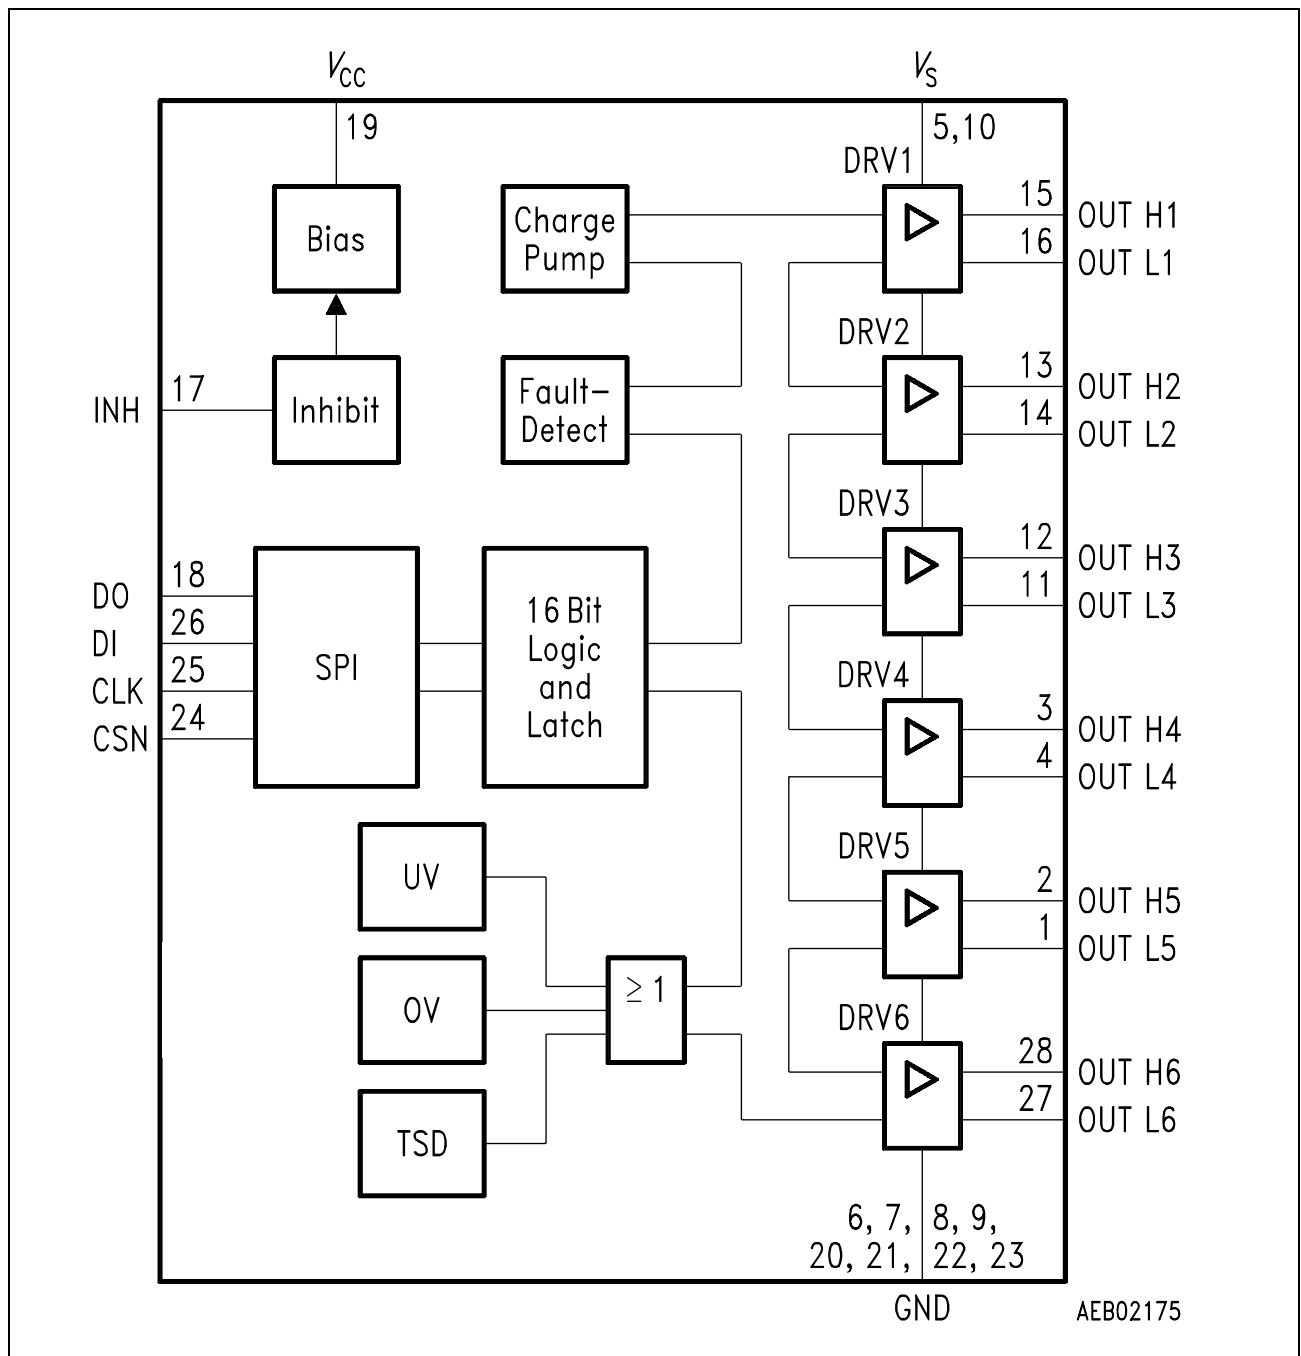 VCC
VS
19
5,10
DRV1
Bias
Charge
Pump
15
OUT H1
16
OUT L1
DRV2
INH
17
Inhibit
Fault-
Detect
13
OUT H2
14
OUT L2
DRV3
12
OUT H3
11
OUT L3
DO
18
DI
26
CLK
25
CSN
24
SPI
16 Bit
Logic
and
Latch
DRV4
3
OUT H4
4
OUT L4
UV
DRV5
2
OUT H5
1
OUT L5
OV
≥ 1
DRV6
28
OUT H6
27
OUT L6
TSD
6, 7, 8, 9,
20, 21, 22, 23
GND
AEB02175